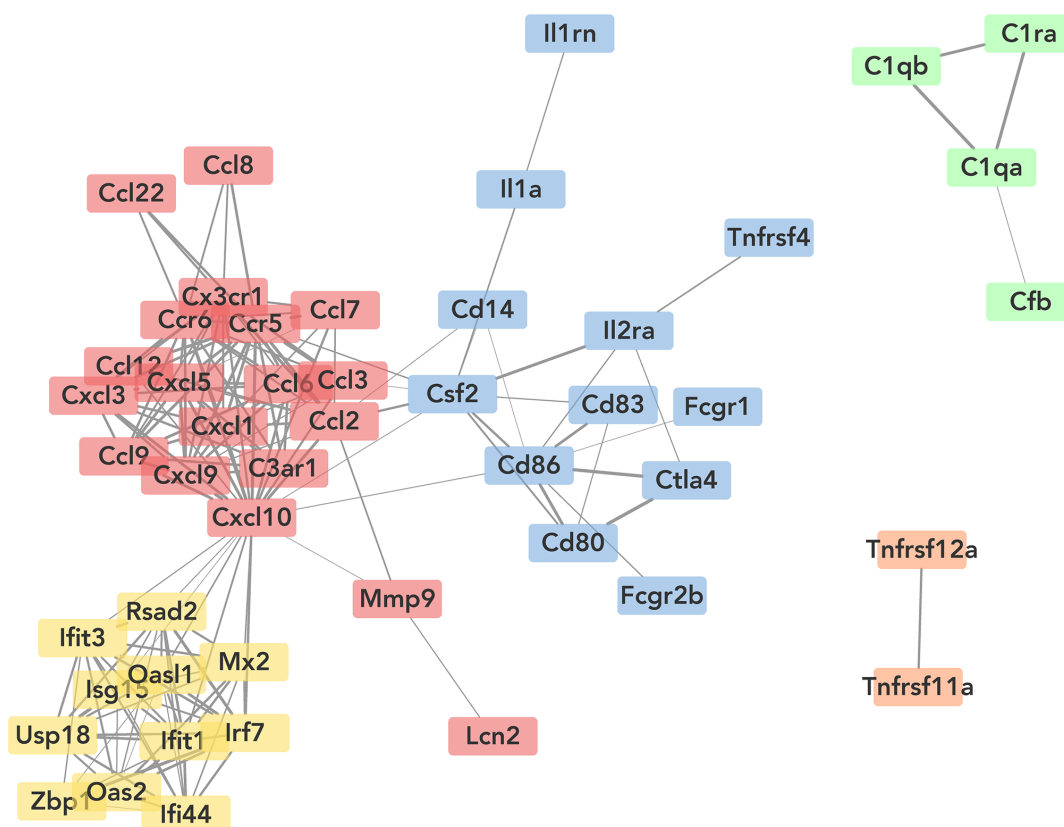 Il1rn
C1ra
C1qb
Ccl8
C1qa
Ccl22
Il1a
Tnfrsf4
Cx3cr1
Cfb
Ccl7
Cd14
Ccr6
Ccr5
Il2ra
Ccl12
Cxcl5
Ccl6
Ccl3
Cxcl3
Csf2
Cd83
Fcgr1
Cxcl1
Ccl2
Ccl9
Cxcl9
C3ar1
Cd86
Ctla4
Cxcl10
Cd80
Tnfrsf12a
Mmp9
Fcgr2b
Rsad2
Ifit3
Mx2
Oasl1
Isg15
Tnfrsf11a
Usp18
Ifit1
Irf7
Lcn2
Zbp1
Oas2
Ifi44